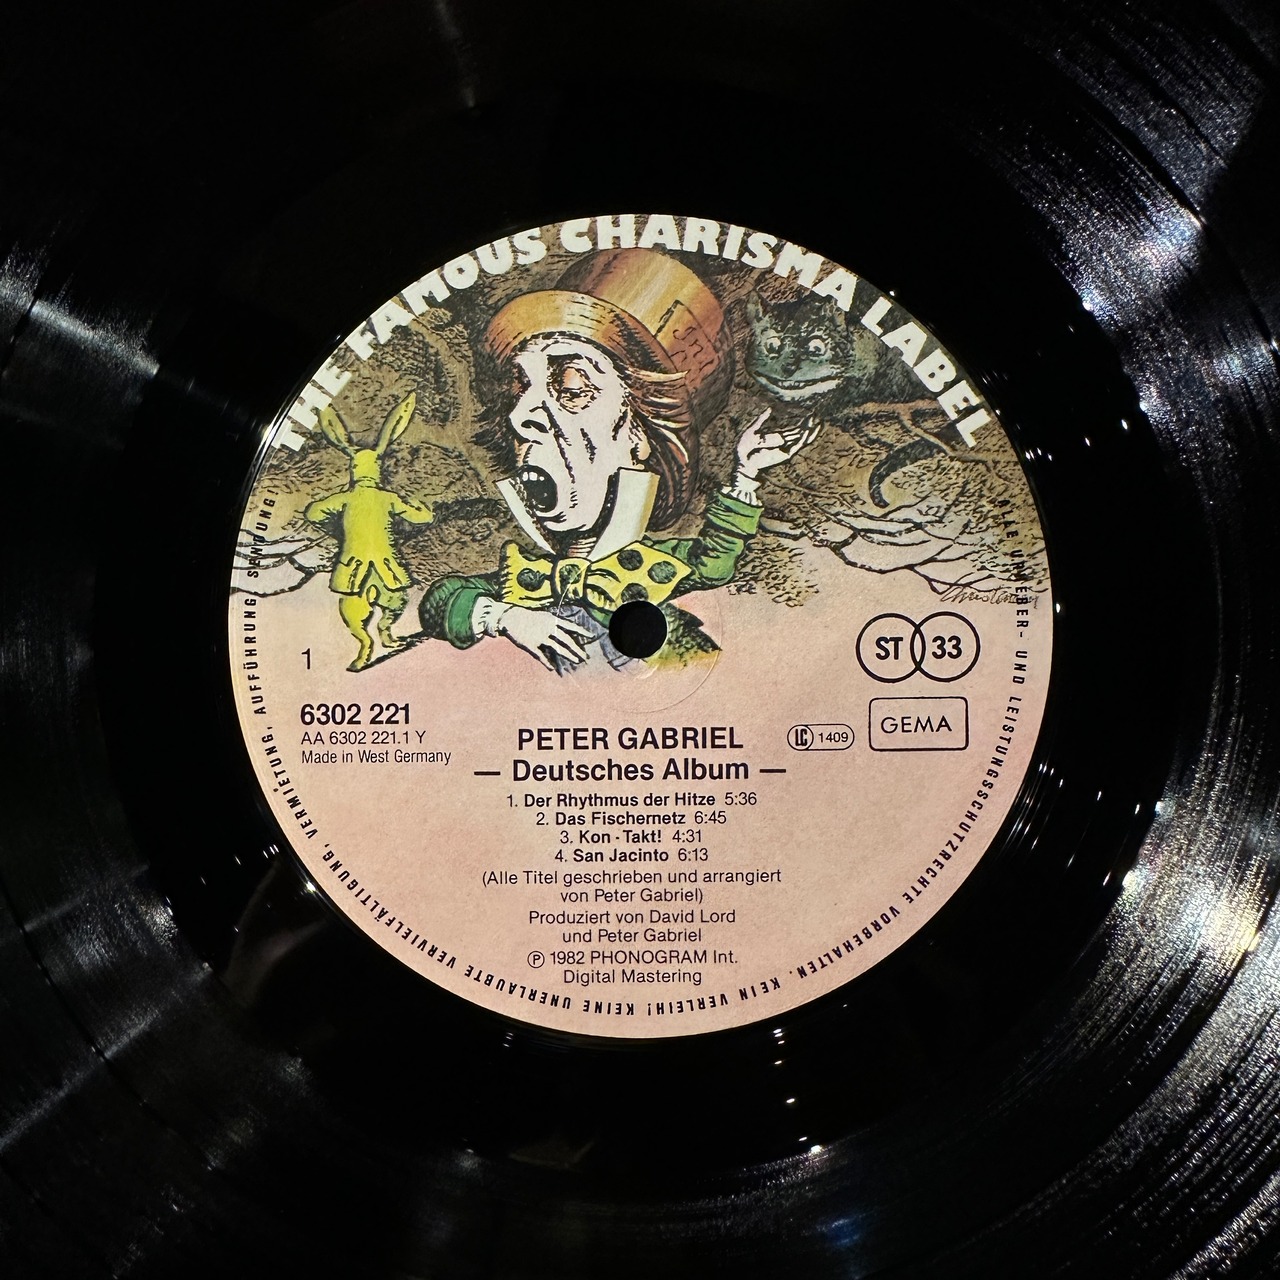 THE FAMOUS CHARISMA LABEL
ALLE URHEBER- UND LEISTUNGSSCHUTZRECHTE VORBEHALTEN. KEIN VERLEIH! KEINE UNERLAUBTE VERVIELFÄLTIGUNG, VERMIETUNG, AUFFÜHRUNG, SENDUNG!
1
ST 33
6302 221
AA 6302 221.1 Y
Made in West Germany
LC 1409
GEMA
PETER GABRIEL
— Deutsches Album —
1. Der Rhythmus der Hitze 5:36
2. Das Fischernetz 6:45
3. Kon - Takt! 4:31
4. San Jacinto 6:13
(Alle Titel geschrieben und arrangiert
von Peter Gabriel)
Produziert von David Lord
und Peter Gabriel
Ⓟ 1982 PHONOGRAM Int.
Digital Mastering